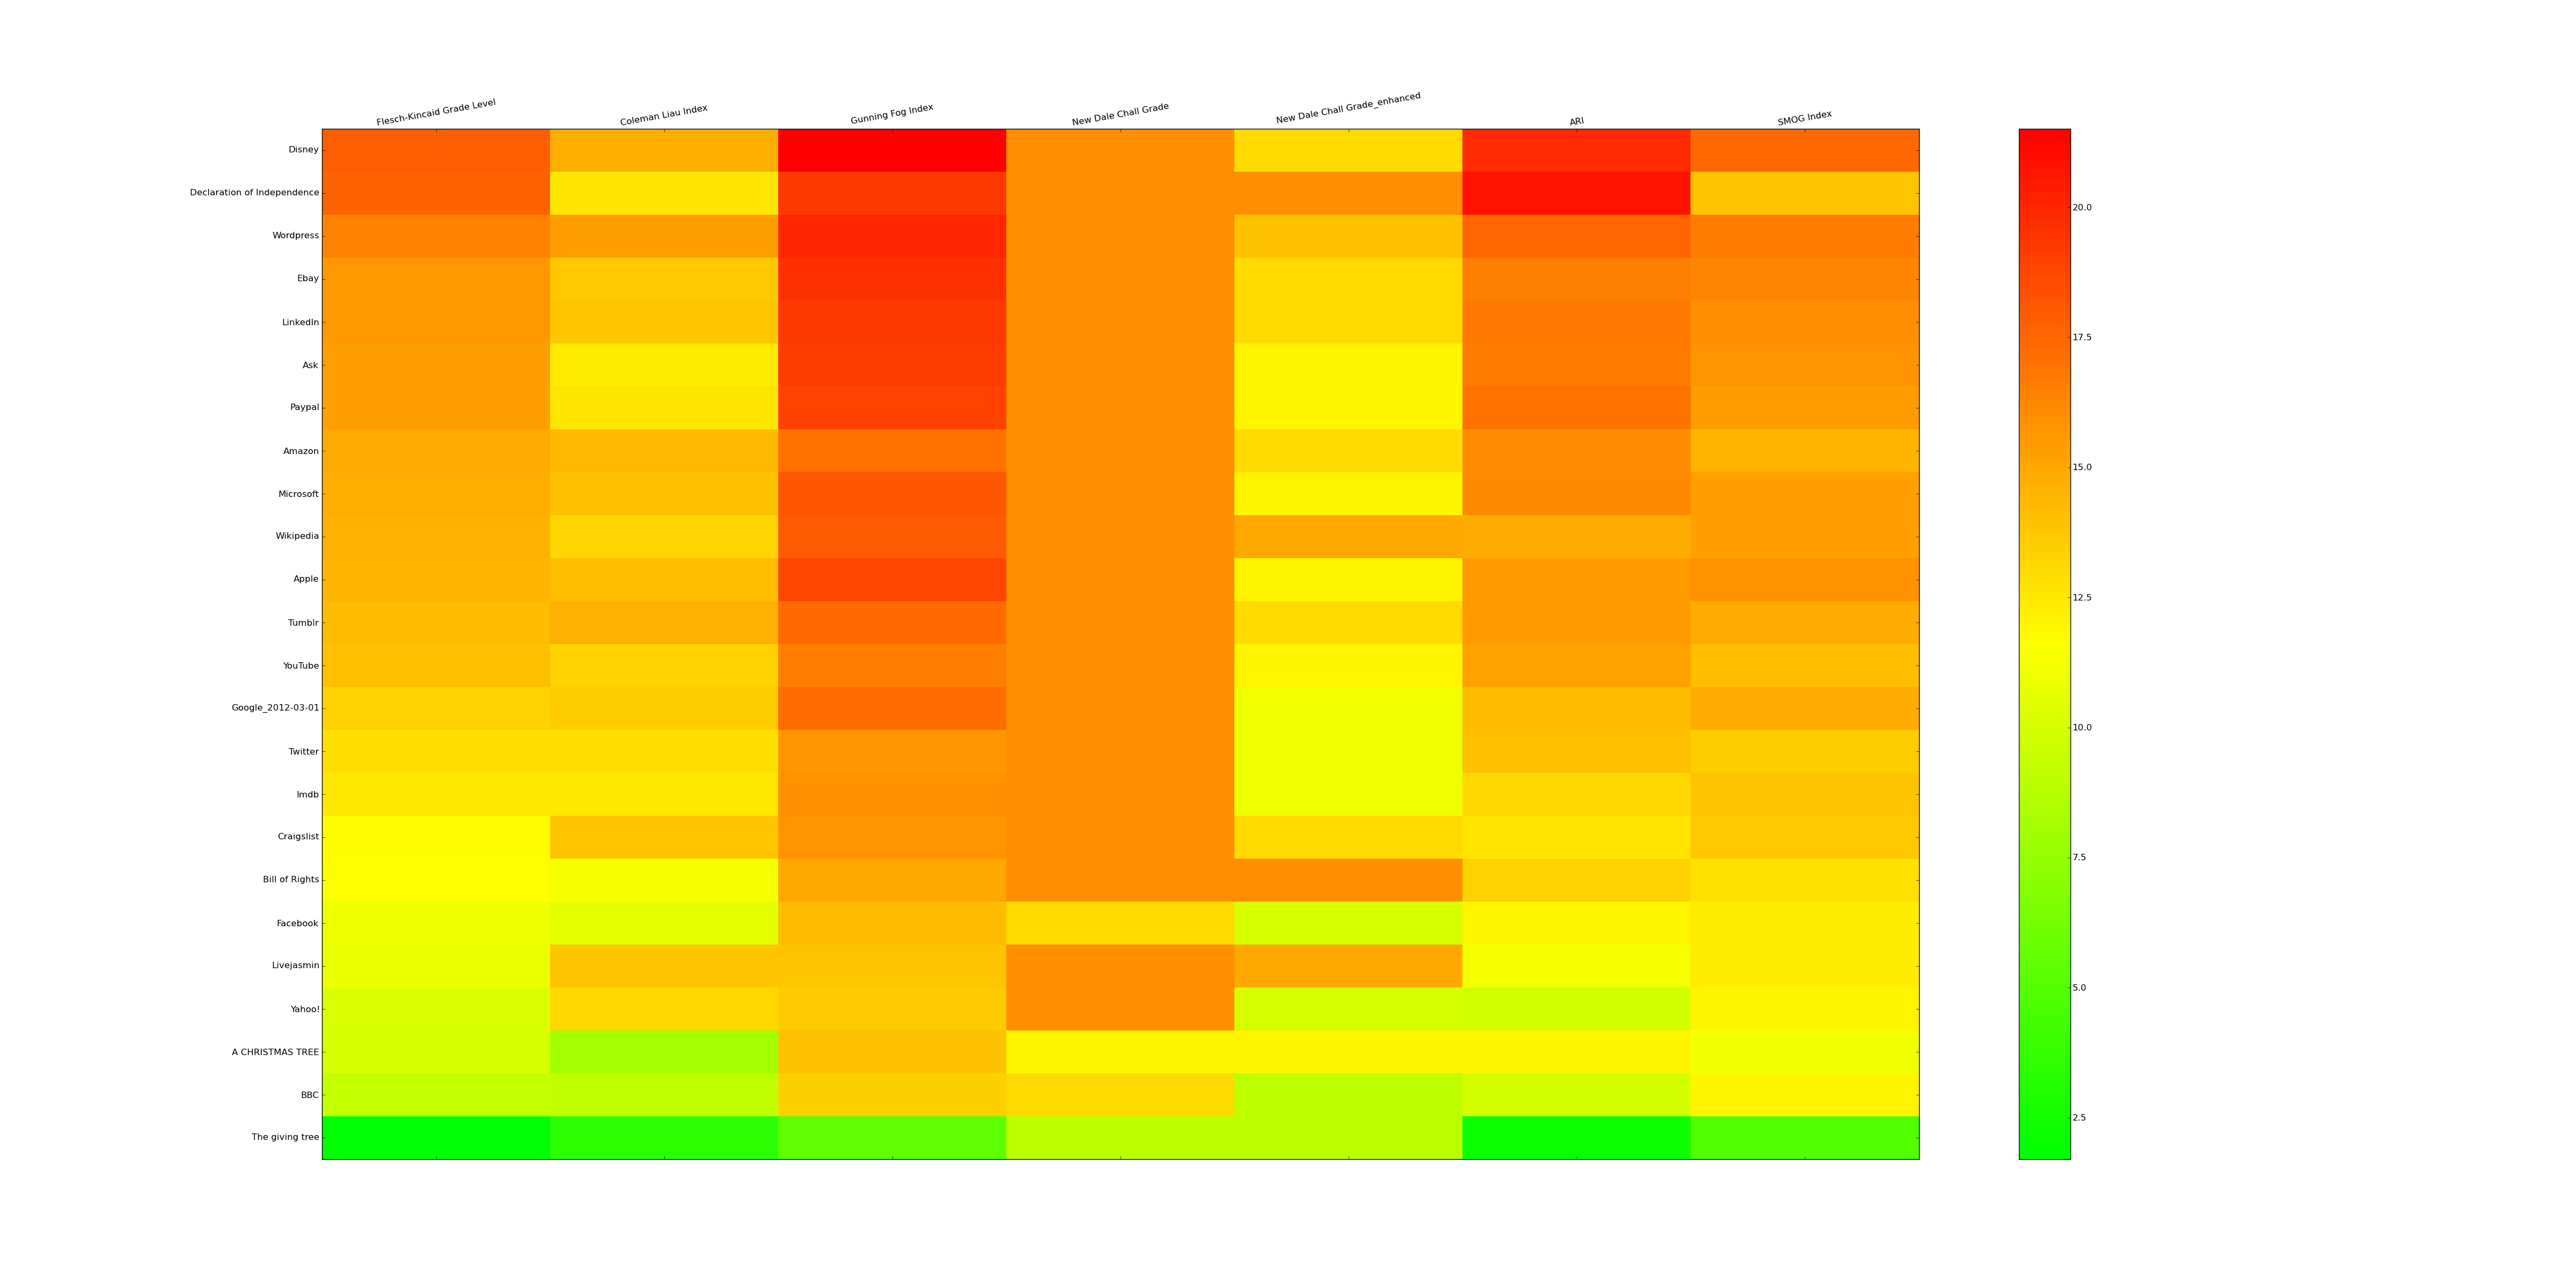 Flesch-Kincaid Grade Level
Coleman Liau Index
Gunning Fog Index
New Dale Chall Grade
New Dale Chall Grade_enhanced
ARI
SMOG Index
Disney
Declaration of Independence
Wordpress
Ebay
LinkedIn
Ask
Paypal
Amazon
Microsoft
Wikipedia
Apple
Tumblr
YouTube
Google_2012-03-01
Twitter
Imdb
Craigslist
Bill of Rights
Facebook
Livejasmin
Yahoo!
A CHRISTMAS TREE
BBC
The giving tree
20.0
17.5
15.0
12.5
10.0
7.5
5.0
2.5